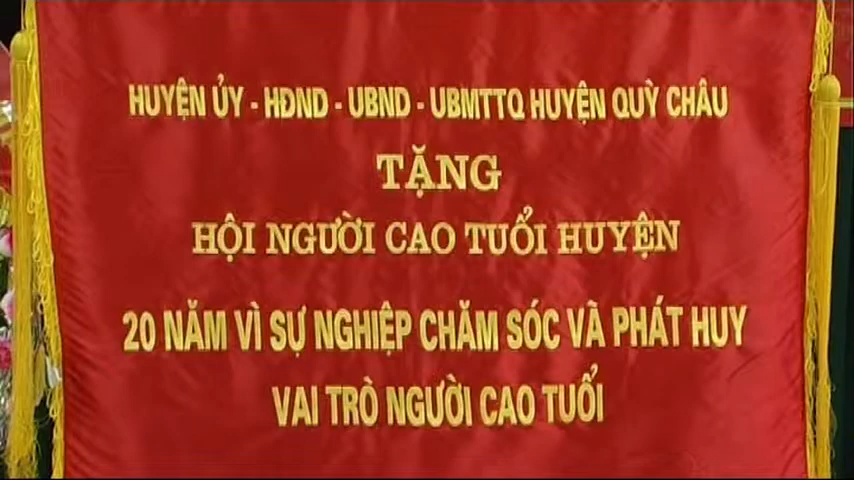 HUYỆN ỦY - HĐND - UBND - UBMTTQ HUYỆN QUỲ CHÂU
TẶNG
HỘI NGƯỜI CAO TUỔI HUYỆN
20 NĂM VÌ SỰ NGHIỆP CHĂM SÓC VÀ PHÁT HUY
VAI TRÒ NGƯỜI CAO TUỔI